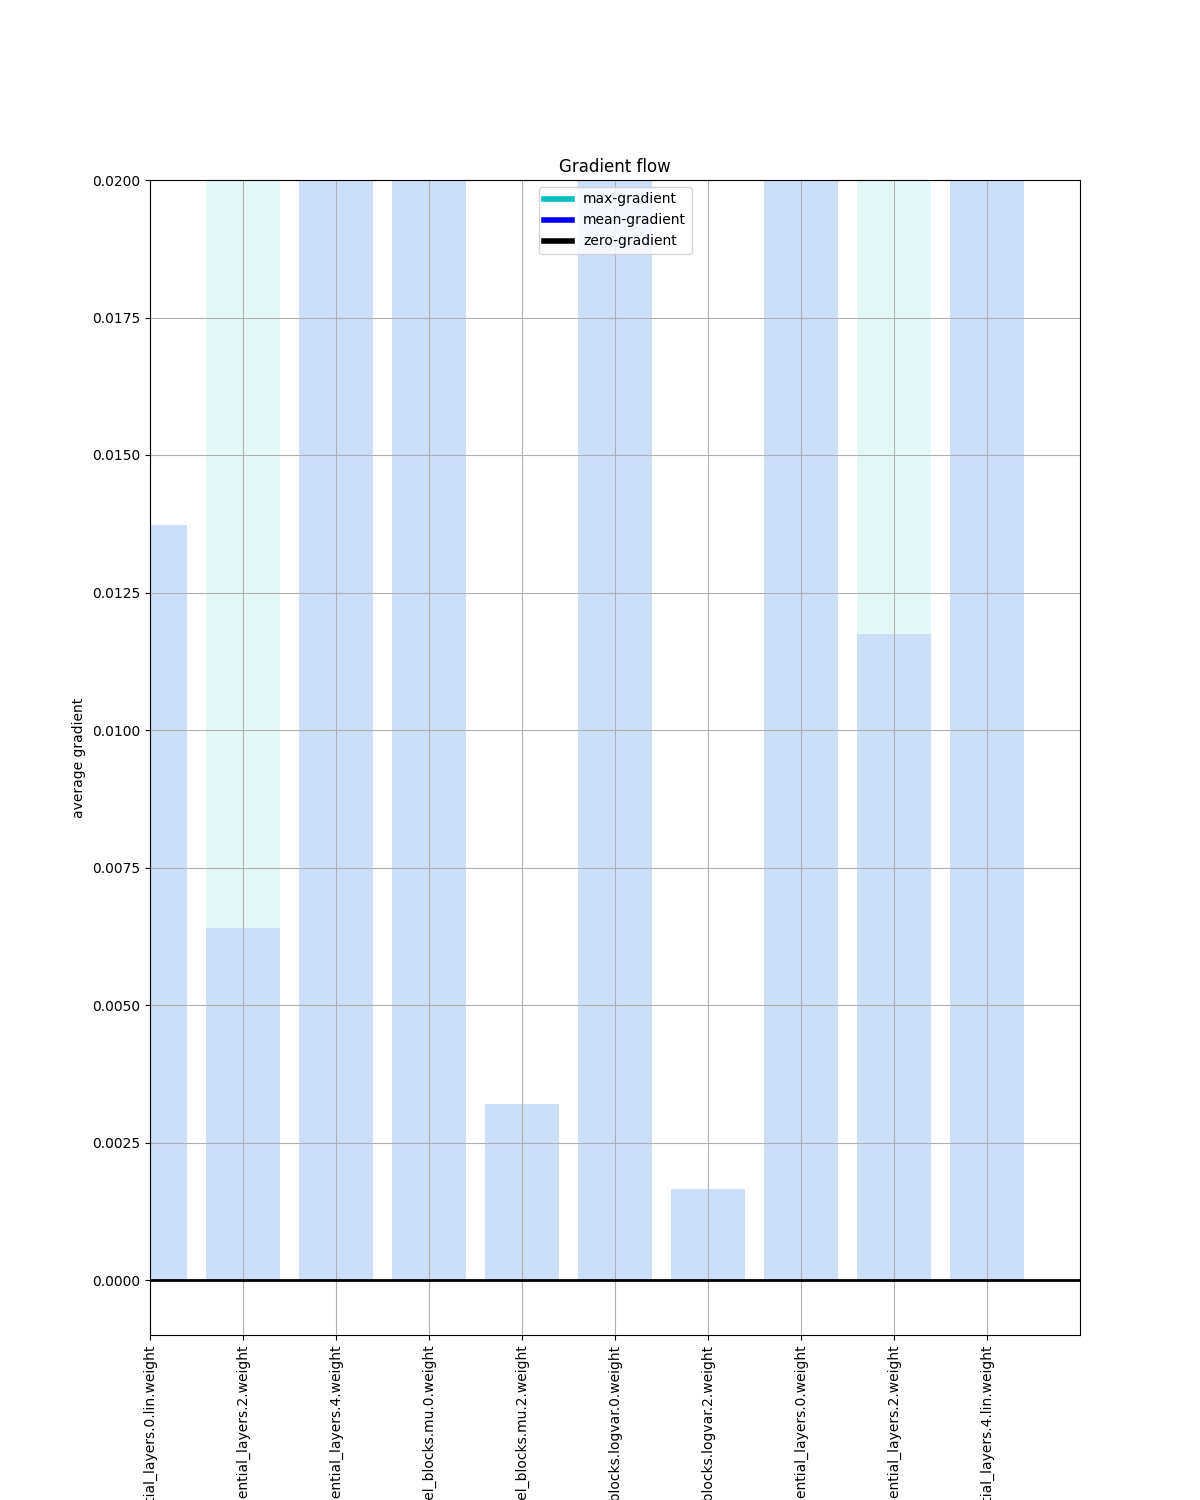 Gradient flow
max-gradient
mean-gradient
zero-gradient
0.0200
0.0175
0.0150
0.0125
0.0100
0.0075
0.0050
0.0025
0.0000
average gradient
tial_layers.0.lin.weight
ential_layers.2.weight
ential_layers.4.weight
el_blocks.mu.0.weight
el_blocks.mu.2.weight
blocks.logvar.0.weight
blocks.logvar.2.weight
ential_layers.0.weight
ential_layers.2.weight
tial_layers.4.lin.weight